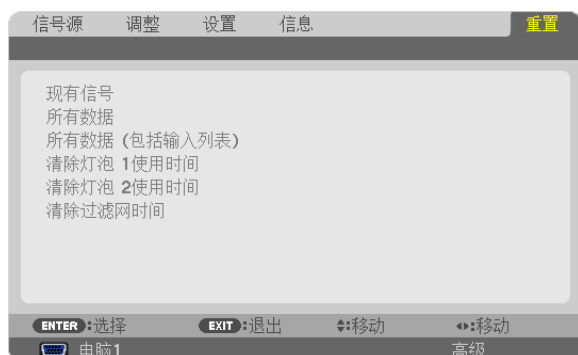 信号源 调整 设置 信息 重置
现有信号
所有数据
所有数据 (包括输入列表)
清除灯泡 1使用时间
清除灯泡 2使用时间
清除过滤网时间
ENTER:选择 EXIT:退出 :移动 :移动
电脑1 高级